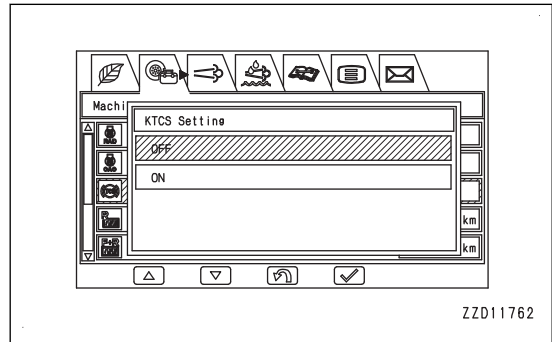 Machi
KTCS Setting
OFF
ON
km
km
ZZD11762